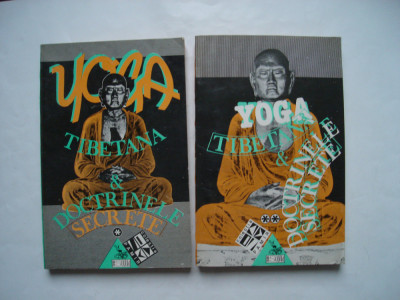 YOGA
TIBETANA
&
DOCTRINELE
SECRETE
*
YOGA
TIBETANA
&
DOCTRINELE
SECRETE
**